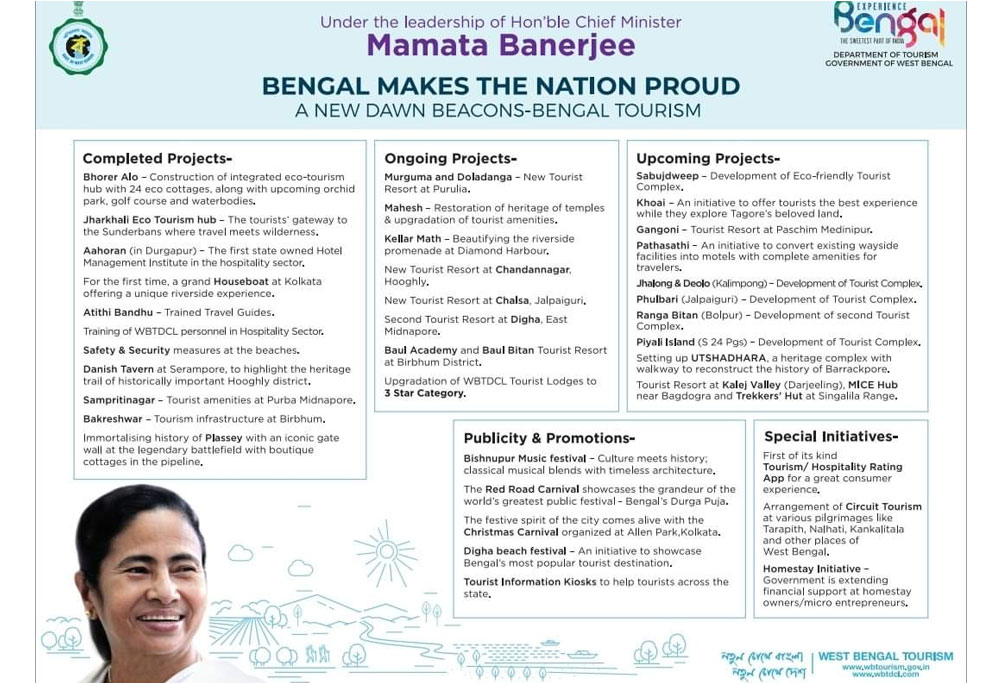 Under the leadership of Hon'ble Chief Minister
Mamata Banerjee
BENGAL MAKES THE NATION PROUD
A NEW DAWN BEACONS-BENGAL TOURISM
EXPERIENCE
Bengal
THE SWEETEST PART OF INDIA
DEPARTMENT OF TOURISM
GOVERNMENT OF WEST BENGAL
Completed Projects-
Bhorer Alo – Construction of integrated eco-tourism
hub with 24 eco cottages, along with upcoming orchid
park, golf course and waterbodies.
Jharkhali Eco Tourism hub – The tourists' gateway to
the Sunderbans where travel meets wilderness.
Aahoran (in Durgapur) – The first state owned Hotel
Management Institute in the hospitality sector.
For the first time, a grand Houseboat at Kolkata
offering a unique riverside experience.
Atithi Bandhu – Trained Travel Guides.
Training of WBTDCL personnel in Hospitality Sector.
Safety & Security measures at the beaches.
Danish Tavern at Serampore, to highlight the heritage
trail of historically important Hooghly district.
Sampritinagar – Tourist amenities at Purba Midnapore.
Bakreshwar – Tourism infrastructure at Birbhum.
Immortalising history of Plassey with an iconic gate
wall at the legendary battlefield with boutique
cottages in the pipeline.
Ongoing Projects-
Murguma and Doladanga – New Tourist
Resort at Purulia.
Mahesh – Restoration of heritage of temples
& upgradation of tourist amenities.
Kellar Math – Beautifying the riverside
promenade at Diamond Harbour.
New Tourist Resort at Chandannagar,
Hooghly.
New Tourist Resort at Chalsa, Jalpaiguri.
Second Tourist Resort at Digha, East
Midnapore.
Baul Academy and Baul Bitan Tourist Resort
at Birbhum District.
Upgradation of WBTDCL Tourist Lodges to
3 Star Category.
Upcoming Projects-
Sabujdweep – Development of Eco-friendly Tourist
Complex.
Khoai – An initiative to offer tourists the best experience
while they explore Tagore's beloved land.
Gangoni – Tourist Resort at Paschim Medinipur.
Pathasathi – An initiative to convert existing wayside
facilities into motels with complete amenities for
travelers.
Jhalong & Deolo (Kalimpong) – Development of Tourist Complex.
Phulbari (Jalpaiguri) – Development of Tourist Complex.
Ranga Bitan (Bolpur) – Development of second Tourist
Complex.
Piyali Island (S 24 Pgs) – Development of Tourist Complex.
Setting up UTSHADHARA, a heritage complex with
walkway to reconstruct the history of Barrackpore.
Tourist Resort at Kalej Valley (Darjeeling), MICE Hub
near Bagdogra and Trekkers' Hut at Singalila Range.
Publicity & Promotions-
Bishnupur Music festival – Culture meets history;
classical musical blends with timeless architecture.
The Red Road Carnival showcases the grandeur of the
world's greatest public festival – Bengal's Durga Puja.
The festive spirit of the city comes alive with the
Christmas Carnival organized at Allen Park,Kolkata.
Digha beach festival – An initiative to showcase
Bengal's most popular tourist destination.
Tourist Information Kiosks to help tourists across the
state.
Special Initiatives-
First of its kind
Tourism/ Hospitality Rating
App for a great consumer
experience.
Arrangement of Circuit Tourism
at various pilgrimages like
Tarapith, Nalhati, Kankalitala
and other places of
West Bengal.
Homestay Initiative –
Government is extending
financial support at homestay
owners/micro entrepreneurs.
নতুন চোখে বাংলা
নতুন চোখে দেশ
WEST BENGAL TOURISM
www.wbtourism.gov.in
www.wbtdcl.com